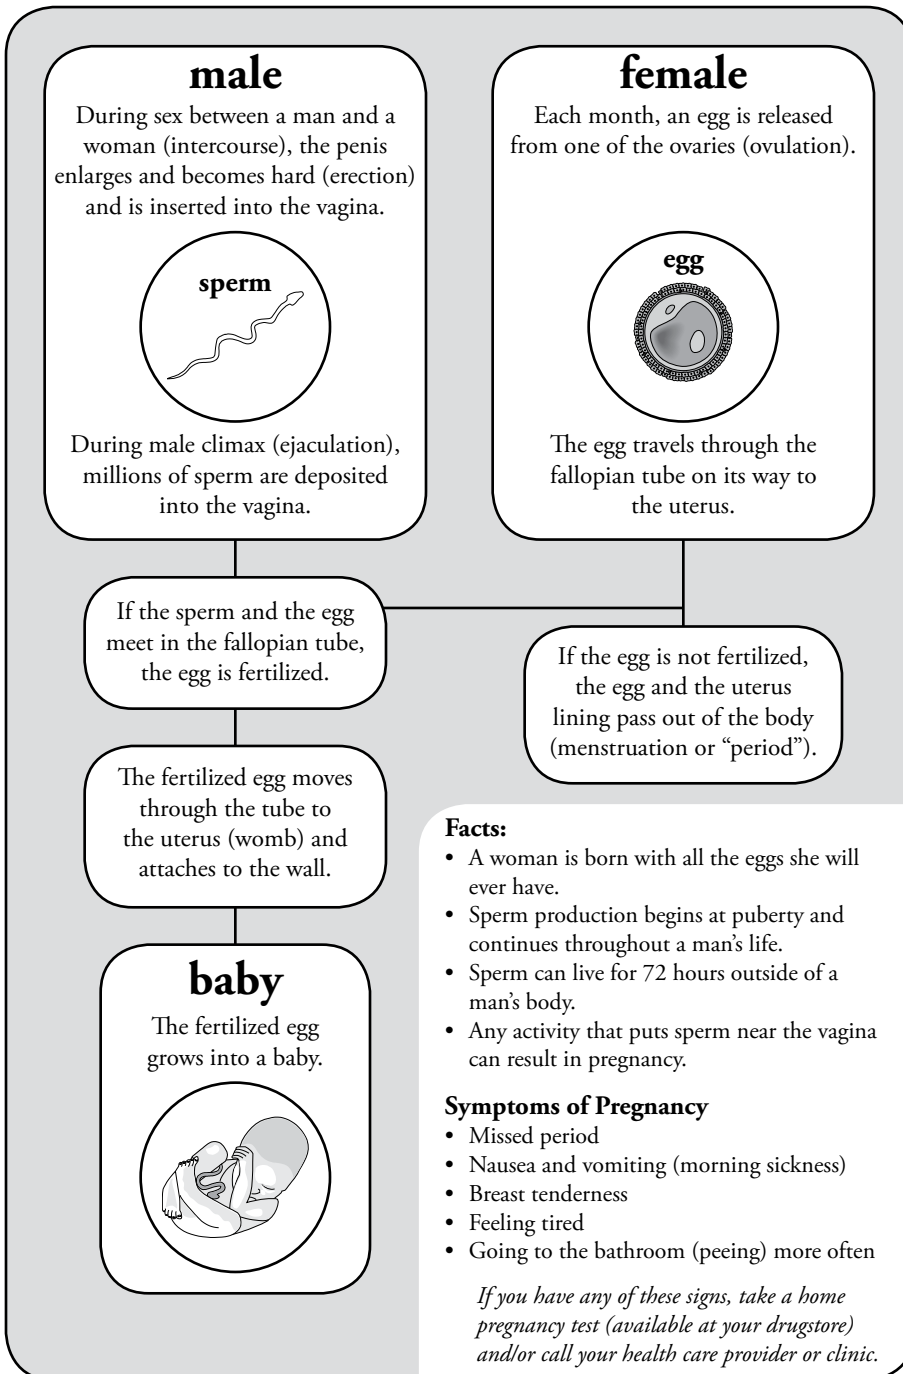 male
During sex between a man and a
woman (intercourse), the penis
enlarges and becomes hard (erection)
and is inserted into the vagina.
sperm
During male climax (ejaculation),
millions of sperm are deposited
into the vagina.
female
Each month, an egg is released
from one of the ovaries (ovulation).
egg
The egg travels through the
fallopian tube on its way to
the uterus.
If the sperm and the egg
meet in the fallopian tube,
the egg is fertilized.
If the egg is not fertilized,
the egg and the uterus
lining pass out of the body
(menstruation or “period”).
The fertilized egg moves
through the tube to
the uterus (womb) and
attaches to the wall.
baby
The fertilized egg
grows into a baby.
Facts:
• A woman is born with all the eggs she will
ever have.
• Sperm production begins at puberty and
continues throughout a man’s life.
• Sperm can live for 72 hours outside of a
man’s body.
• Any activity that puts sperm near the vagina
can result in pregnancy.
Symptoms of Pregnancy
• Missed period
• Nausea and vomiting (morning sickness)
• Breast tenderness
• Feeling tired
• Going to the bathroom (peeing) more often
If you have any of these signs, take a home
pregnancy test (available at your drugstore)
and/or call your health care provider or clinic.